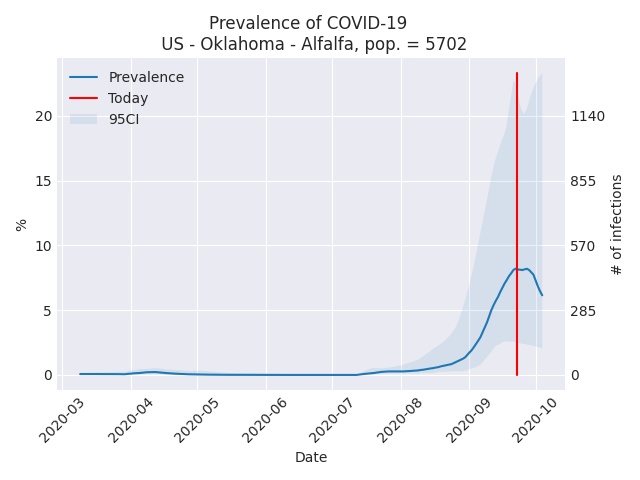 Prevalence of COVID-19
US - Oklahoma - Alfalfa, pop. = 5702
Prevalence
Today
95CI
20
15
10
5
0
%
1140
855
570
285
0
# of infections
2020-03
2020-04
2020-05
2020-06
2020-07
2020-08
2020-09
2020-10
Date